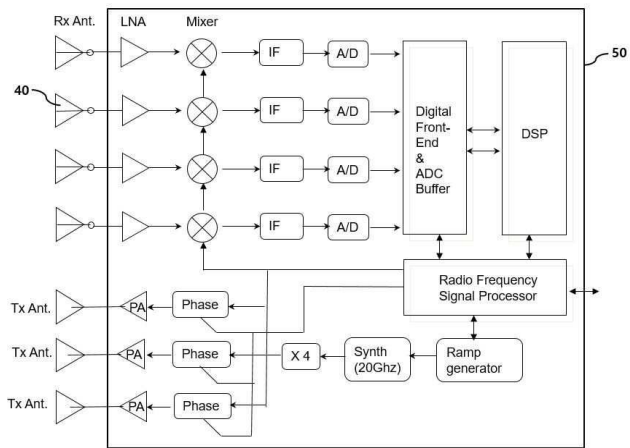 Rx Ant.
LNA
Mixer
50
40
IF
A/D
IF
A/D
IF
A/D
IF
A/D
Digital
Front-
End
&
ADC
Buffer
DSP
Radio Frequency
Signal Processor
Tx Ant.
PA
Phase
Tx Ant.
PA
Phase
X 4
Synth
(20Ghz)
Ramp
generator
Tx Ant.
PA
Phase